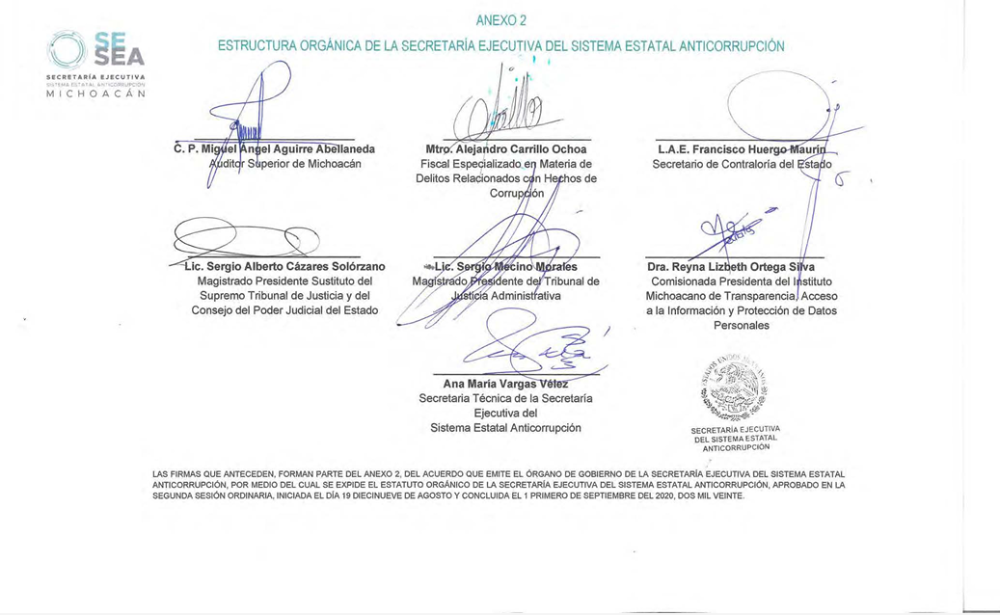 ANEXO 2
SE
SEA
SECRETARÍA EJECUTIVA
SISTEMA ESTATAL ANTICORRUPCIÓN
MICHOACÁN
ESTRUCTURA ORGÁNICA DE LA SECRETARÍA EJECUTIVA DEL SISTEMA ESTATAL ANTICORRUPCIÓN
C. P. Miguel Ángel Aguirre Abellaneda
Auditor Superior de Michoacán
Mtro. Alejandro Carrillo Ochoa
Fiscal Especializado en Materia de
Delitos Relacionados con Hechos de
Corrupción
L.A.E. Francisco Huergo Maurin
Secretario de Contraloría del Estado
Lic. Sergio Alberto Cázares Solórzano
Magistrado Presidente Sustituto del
Supremo Tribunal de Justicia y del
Consejo del Poder Judicial del Estado
Lic. Sergio Mecino Morales
Magistrado Presidente del Tribunal de
Justicia Administrativa
Dra. Reyna Lizbeth Ortega Silva
Comisionada Presidenta del Instituto
Michoacano de Transparencia, Acceso
a la Información y Protección de Datos
Personales
Ana María Vargas Vélez
Secretaria Técnica de la Secretaría
Ejecutiva del
Sistema Estatal Anticorrupción
ESTADOS UNIDOS MEXICANOS
SECRETARÍA EJECUTIVA
DEL SISTEMA ESTATAL
ANTICORRUPCIÓN
LAS FIRMAS QUE ANTECEDEN, FORMAN PARTE DEL ANEXO 2, DEL ACUERDO QUE EMITE EL ÓRGANO DE GOBIERNO DE LA SECRETARÍA EJECUTIVA DEL SISTEMA ESTATAL
ANTICORRUPCIÓN, POR MEDIO DEL CUAL SE EXPIDE EL ESTATUTO ORGÁNICO DE LA SECRETARÍA EJECUTIVA DEL SISTEMA ESTATAL ANTICORRUPCIÓN, APROBADO EN LA
SEGUNDA SESIÓN ORDINARIA, INICIADA EL DÍA 19 DIECINUEVE DE AGOSTO Y CONCLUIDA EL 1 PRIMERO DE SEPTIEMBRE DEL 2020, DOS MIL VEINTE.